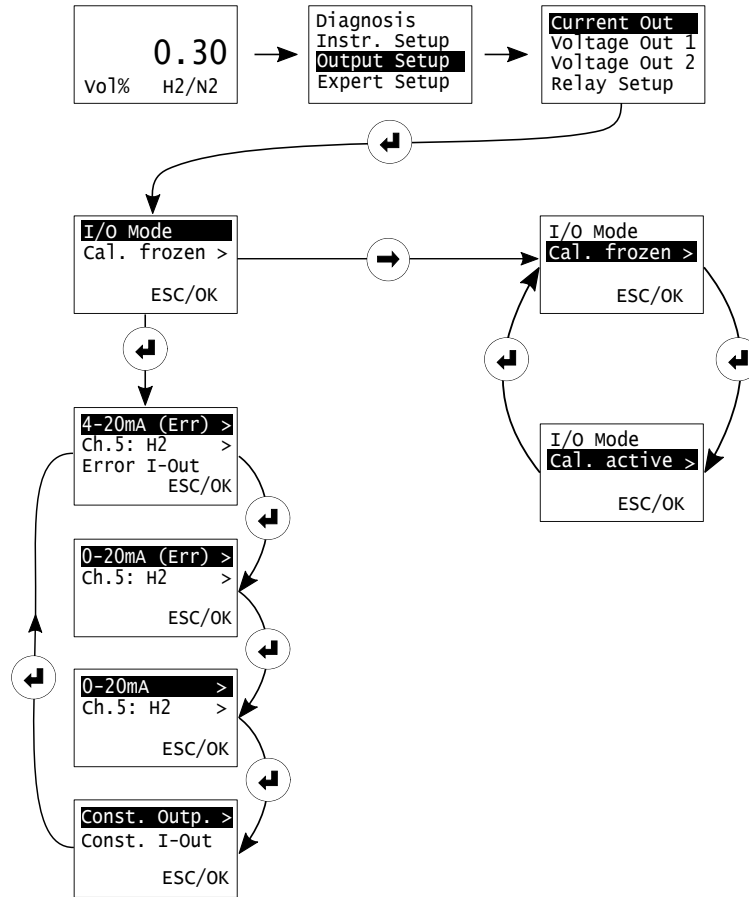 0.30
Vol% H2/N2
Diagnosis
Instr. Setup
Output Setup
Expert Setup
Current Out
Voltage Out 1
Voltage Out 2
Relay Setup
I/O Mode
Cal. frozen >
ESC/OK
I/O Mode
Cal. frozen >
ESC/OK
4-20mA (Err) >
Ch.5: H2 >
Error I-Out
ESC/OK
I/O Mode
Cal. active >
ESC/OK
0-20mA (Err) >
Ch.5: H2 >
ESC/OK
0-20mA >
Ch.5: H2 >
ESC/OK
Const. Outp. >
Const. I-Out
ESC/OK